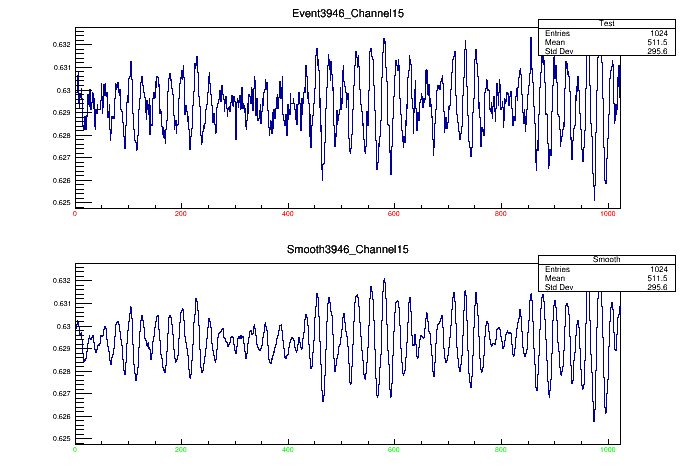 Event3946_Channel15
Test
Entries 1024
Mean 511.5
Std Dev 295.6
0.632
0.631
0.63
0.629
0.628
0.627
0.626
0.625
0 200 400 600 800 1000
Smooth3946_Channel15
Smooth
Entries 1024
Mean 511.5
Std Dev 295.6
0.632
0.631
0.63
0.629
0.628
0.627
0.626
0.625
0 200 400 600 800 1000